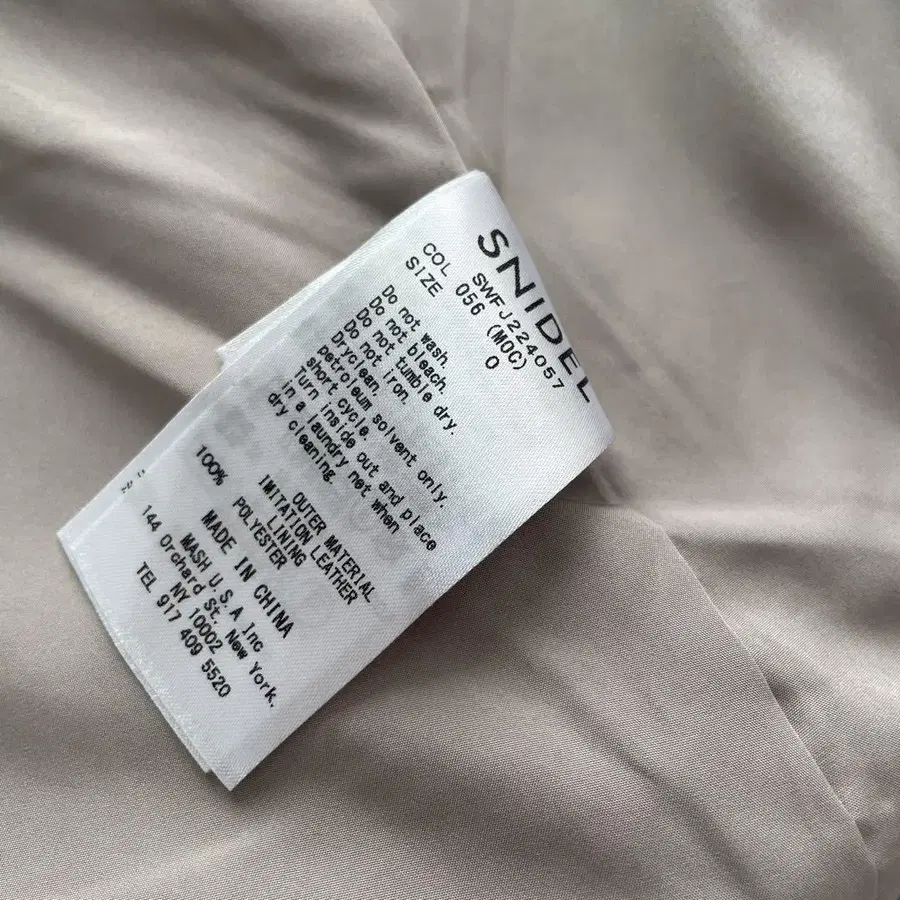 SNIDEL
SWFJ224057
COL 056 (MOC)
SIZE 0
Do not wash.
Do not bleach.
Do not tumble dry.
Do not iron.
Dryclean.
petroleum solvent only.
short cycle.
Turn inside out and place
in a laundry net when
dry cleaning.
OUTER MATERIAL
IMITATION LEATHER
LINING
100% POLYESTER
MADE IN CHINA
MASH U.S.A Inc
144 Orchard St, New York,
NY 10002
TEL 917 409 5520